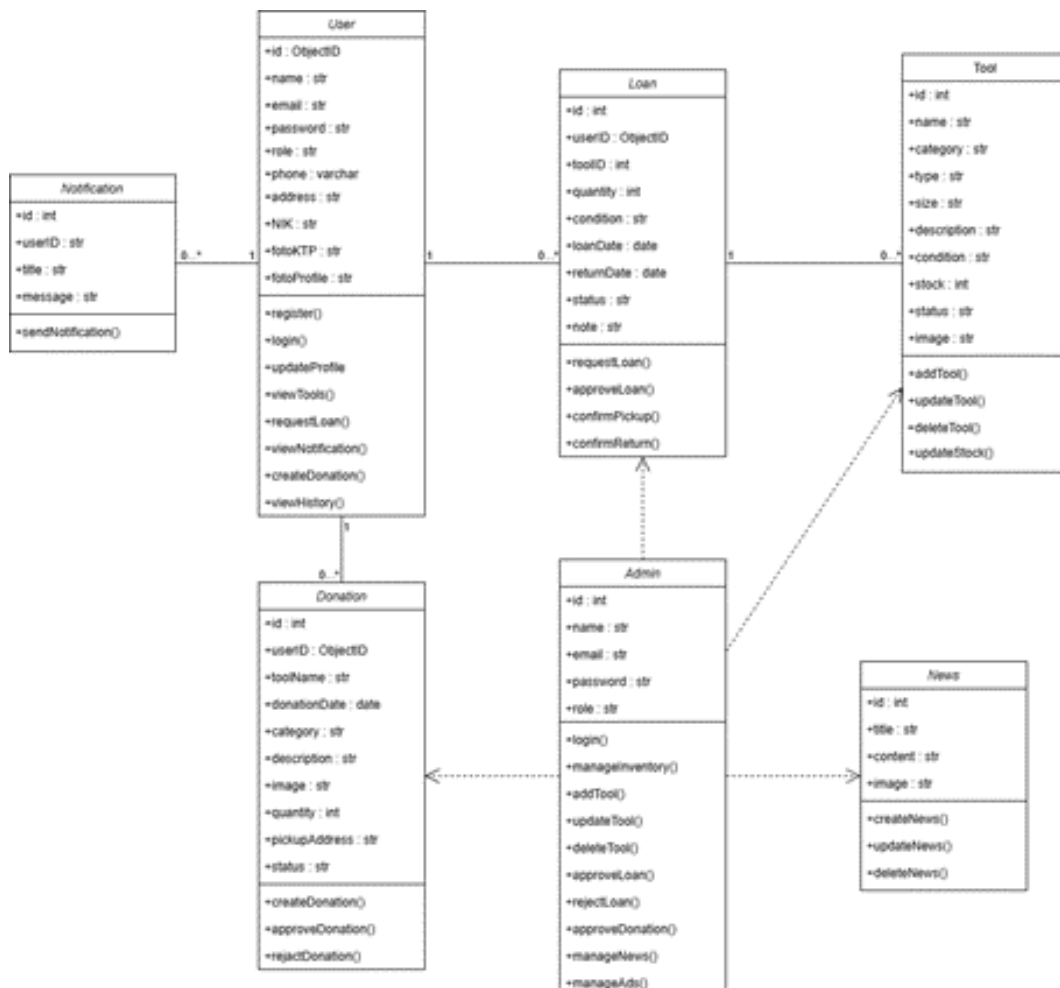 User
+id : ObjectID
+name : str
+email : str
+password : str
+role : str
+phone : varchar
+address : str
+NIK : str
+fotoKTP : str
+fotoProfile : str
+register()
+login()
+updateProfile
+viewTools()
+requestLoan()
+viewNotification()
+createDonation()
+viewHistory()
Notification
+id : int
+userID : str
+title : str
+message : str
+sendNotification()
0...*
1
1
0...*
Loan
+id : int
+userID : ObjectID
+toolID : int
+quantity : int
+condition : str
+loanDate : date
+returnDate : date
+status : str
+note : str
+requestLoan()
+approveLoan()
+confirmPickup()
+confirmReturn()
1
0...*
Tool
+id : int
+name : str
+category : str
+type : str
+size : str
+description : str
+condition : str
+stock : int
+status : str
+image : str
+addTool()
+updateTool()
+deleteTool()
+updateStock()
1
0...*
Donation
+id : int
+userID : ObjectID
+toolName : str
+donationDate : date
+category : str
+description : str
+image : str
+quantity : int
+pickupAddress : str
+status : str
+createDonation()
+approveDonation()
+rejactDonation()
Admin
+id : int
+name : str
+email : str
+password : str
+role : str
+login()
+manageInventory()
+addTool()
+updateTool()
+deleteTool()
+approveLoan()
+rejectLoan()
+approveDonation()
+manageNews()
+manageAds()
News
+id : int
+title : str
+content : str
+image : str
+createNews()
+updateNews()
+deleteNews()